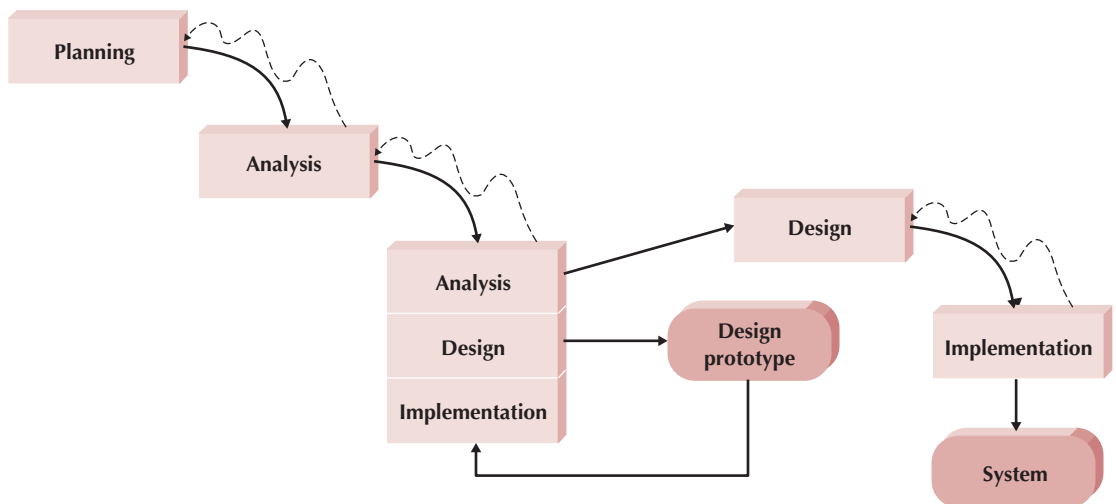 Planning
Analysis
Analysis
Design
Implementation
Design
prototype
Design
Implementation
System